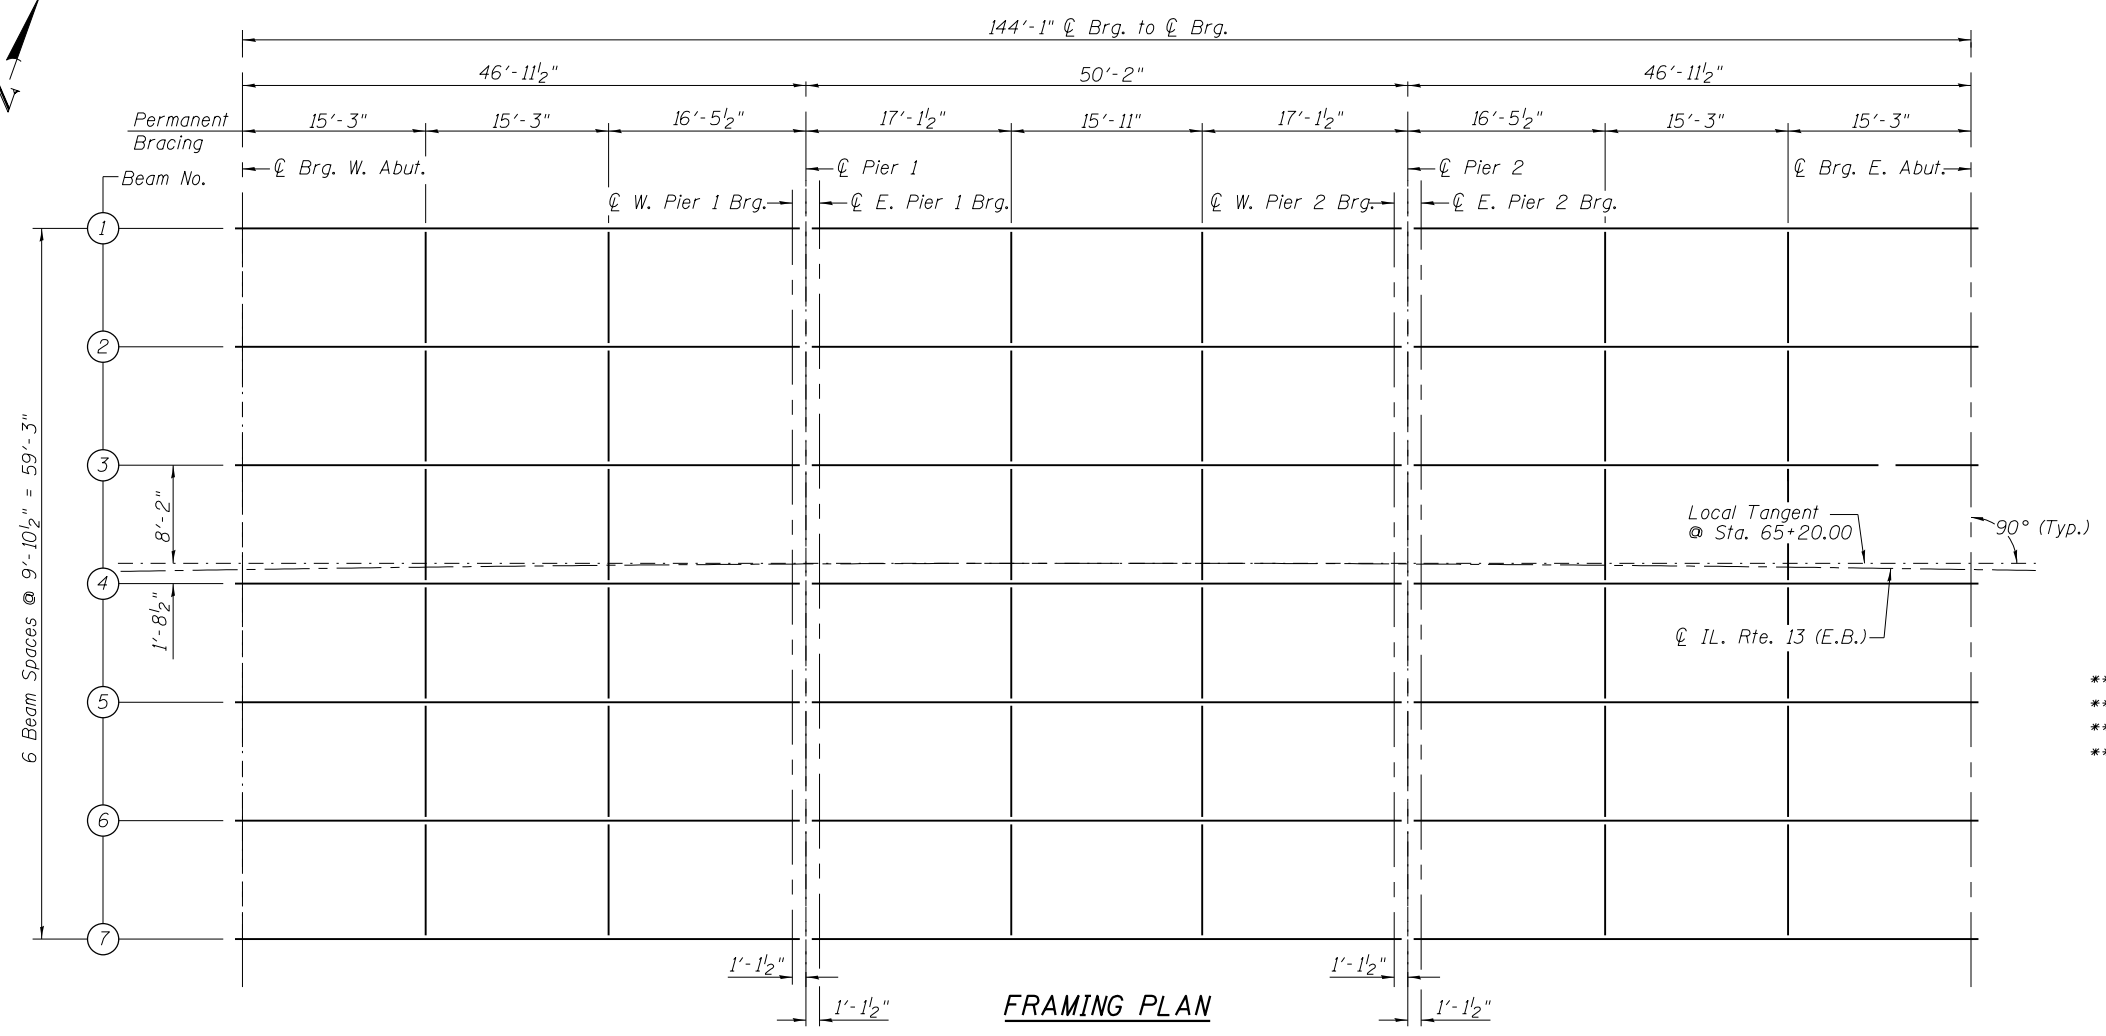 144'-1" ℄ Brg. to ℄ Brg.
46'-11½" 50'-2" 46'-11½"
Permanent Bracing
15'-3" 15'-3" 16'-5½" 17'-1½" 15'-11" 17'-1½" 16'-5½" 15'-3" 15'-3"
℄ Brg. W. Abut. ℄ Pier 1 ℄ Pier 2 ℄ Brg. E. Abut.
Beam No.
℄ W. Pier 1 Brg. ℄ E. Pier 1 Brg. ℄ W. Pier 2 Brg. ℄ E. Pier 2 Brg.
N
1
2
3
4
5
6
7
6 Beam Spaces @ 9'-10½" = 59'-3"
8'-2"
1'-8½"
Local Tangent
@ Sta. 65+20.00
90° (Typ.)
℄ IL. Rte. 13 (E.B.)
**
**
**
**
1'-1½" 1'-1½"
1'-1½" 1'-1½"
FRAMING PLAN